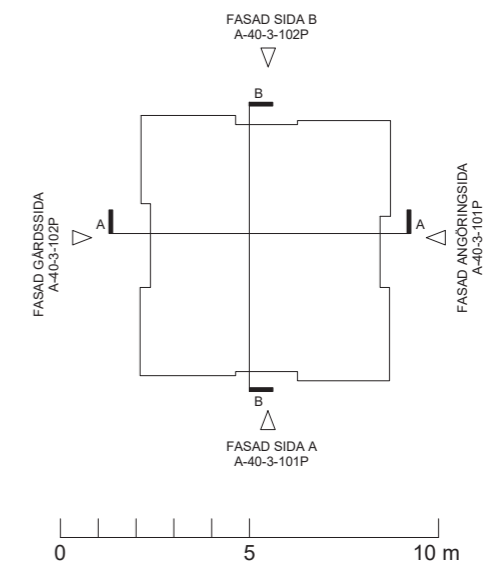 FASAD SIDA B
A-40-3-102P
B
FASAD GÅRDSSIDA
A-40-3-102P
A
A
FASAD ANGÖRINGSIDA
A-40-3-101P
B
FASAD SIDA A
A-40-3-101P
0 5 10 m